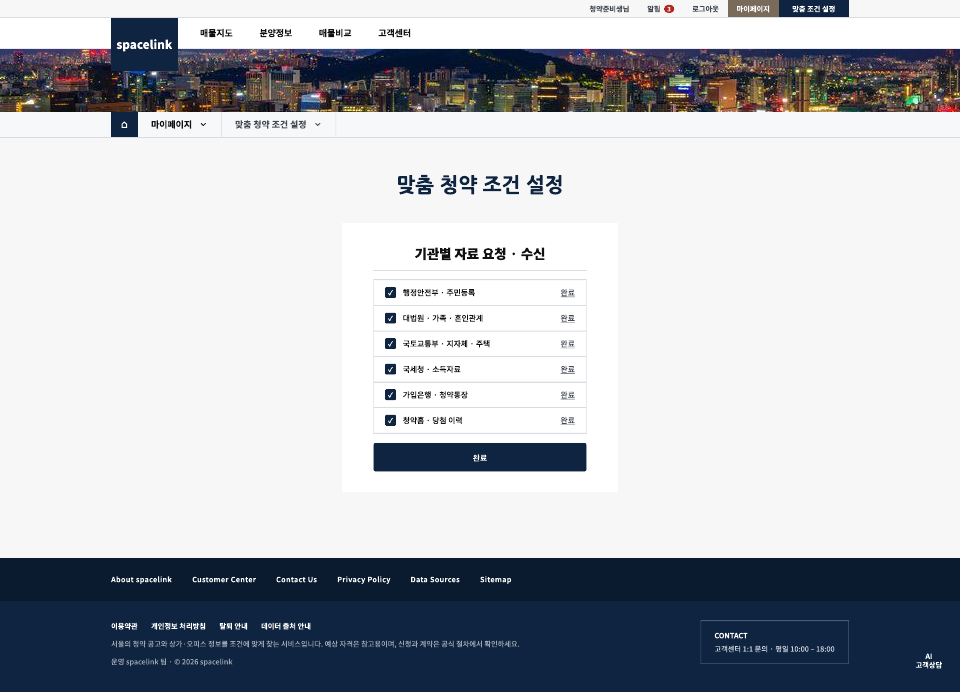 청약준비생님 알림 3 로그아웃 마이페이지 맞춤 조건 설정
spacelink
매물지도 분양정보 매물비교 고객센터
마이페이지 맞춤 청약 조건 설정
맞춤 청약 조건 설정
기관별 자료 요청 · 수신
행정안전부 · 주민등록 완료
대법원 · 가족 · 혼인관계 완료
국토교통부 · 지자체 · 주택 완료
국세청 · 소득자료 완료
가입은행 · 청약통장 완료
청약홈 · 당첨 이력 완료
완료
About spacelink Customer Center Contact Us Privacy Policy Data Sources Sitemap
이용약관 개인정보 처리방침 탈퇴 안내 데이터 출처 안내
서울의 청약 공고와 상가·오피스 정보를 조건에 맞게 찾는 서비스입니다. 예상 자격은 참고용이며, 신청과 계약은 공식 절차에서 확인하세요.
운영 spacelink 팀 · © 2026 spacelink
CONTACT
고객센터 1:1 문의 · 평일 10:00 – 18:00
AI
고객상담